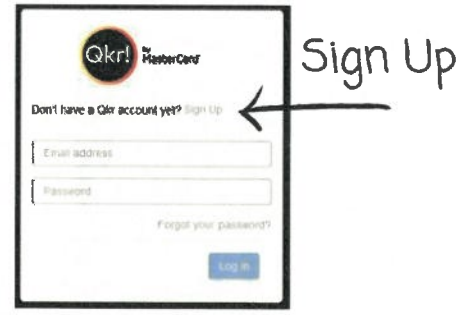 Qkr! by MasterCard
Sign Up
Don't have a Qkr account yet? Sign Up
Email address
Password
Forgot your password?
Log in